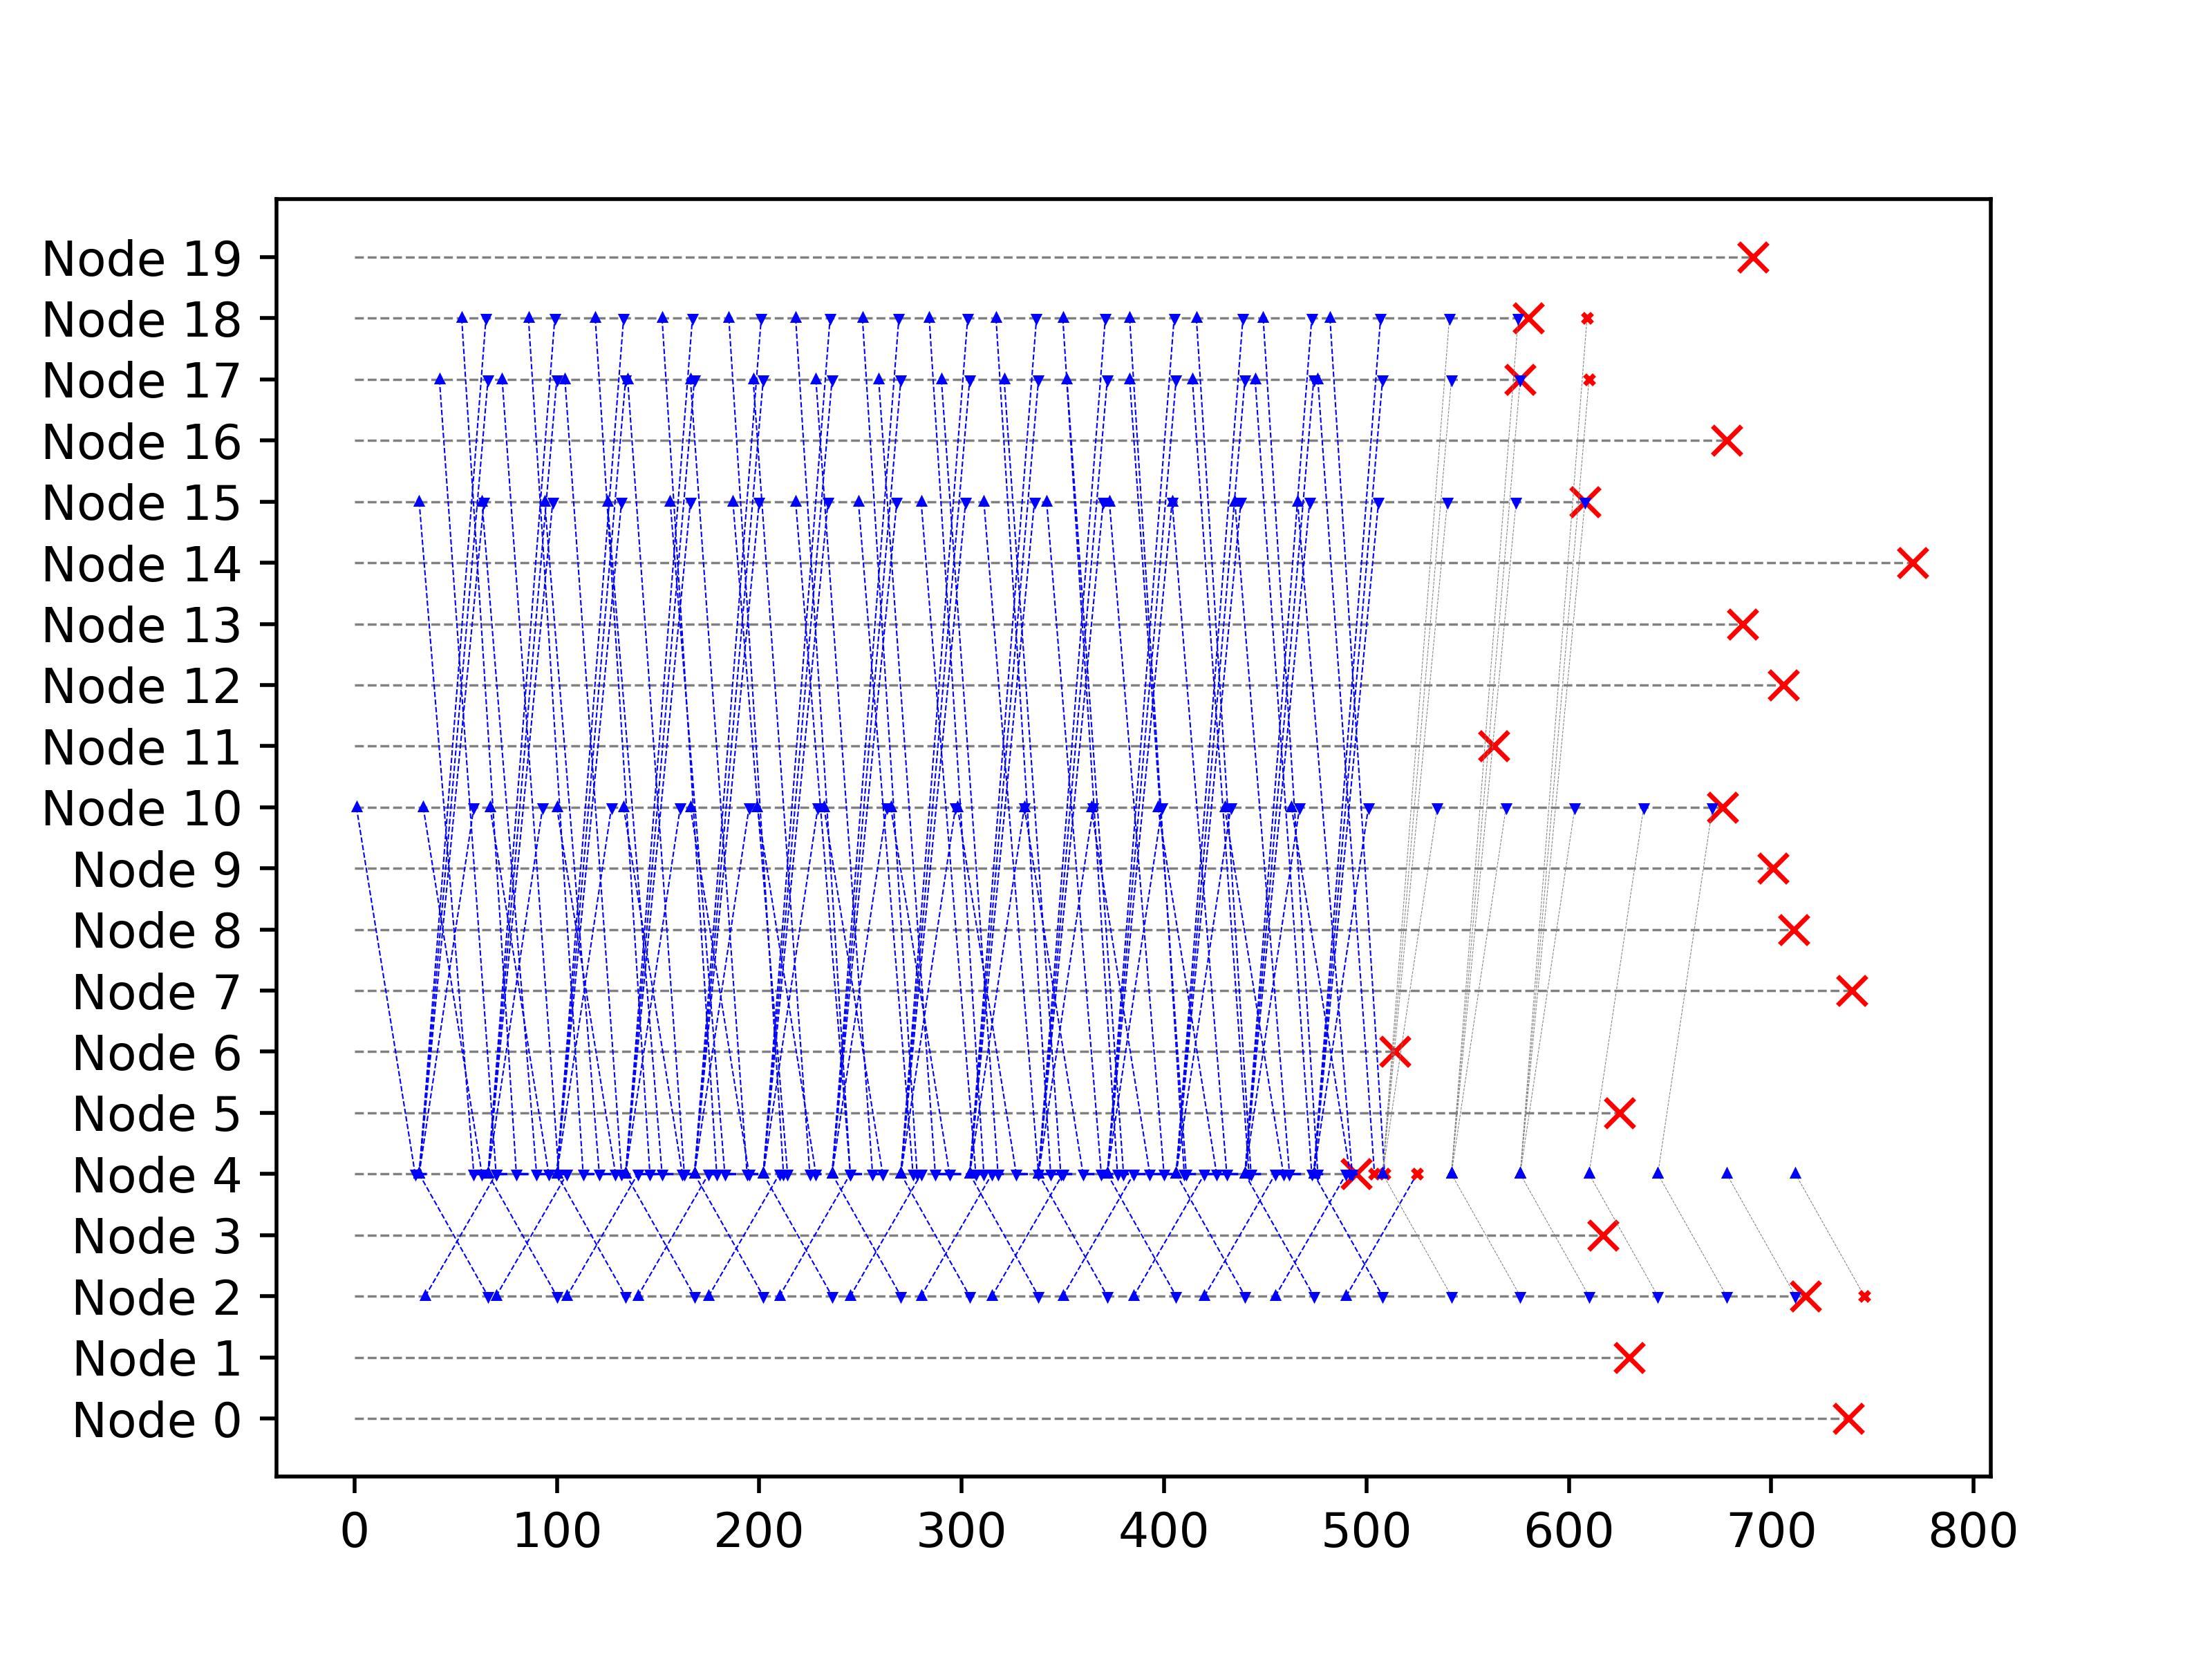 Node 19
Node 18
Node 17
Node 16
Node 15
Node 14
Node 13
Node 12
Node 11
Node 10
Node 9
Node 8
Node 7
Node 6
Node 5
Node 4
Node 3
Node 2
Node 1
Node 0
0 100 200 300 400 500 600 700 800